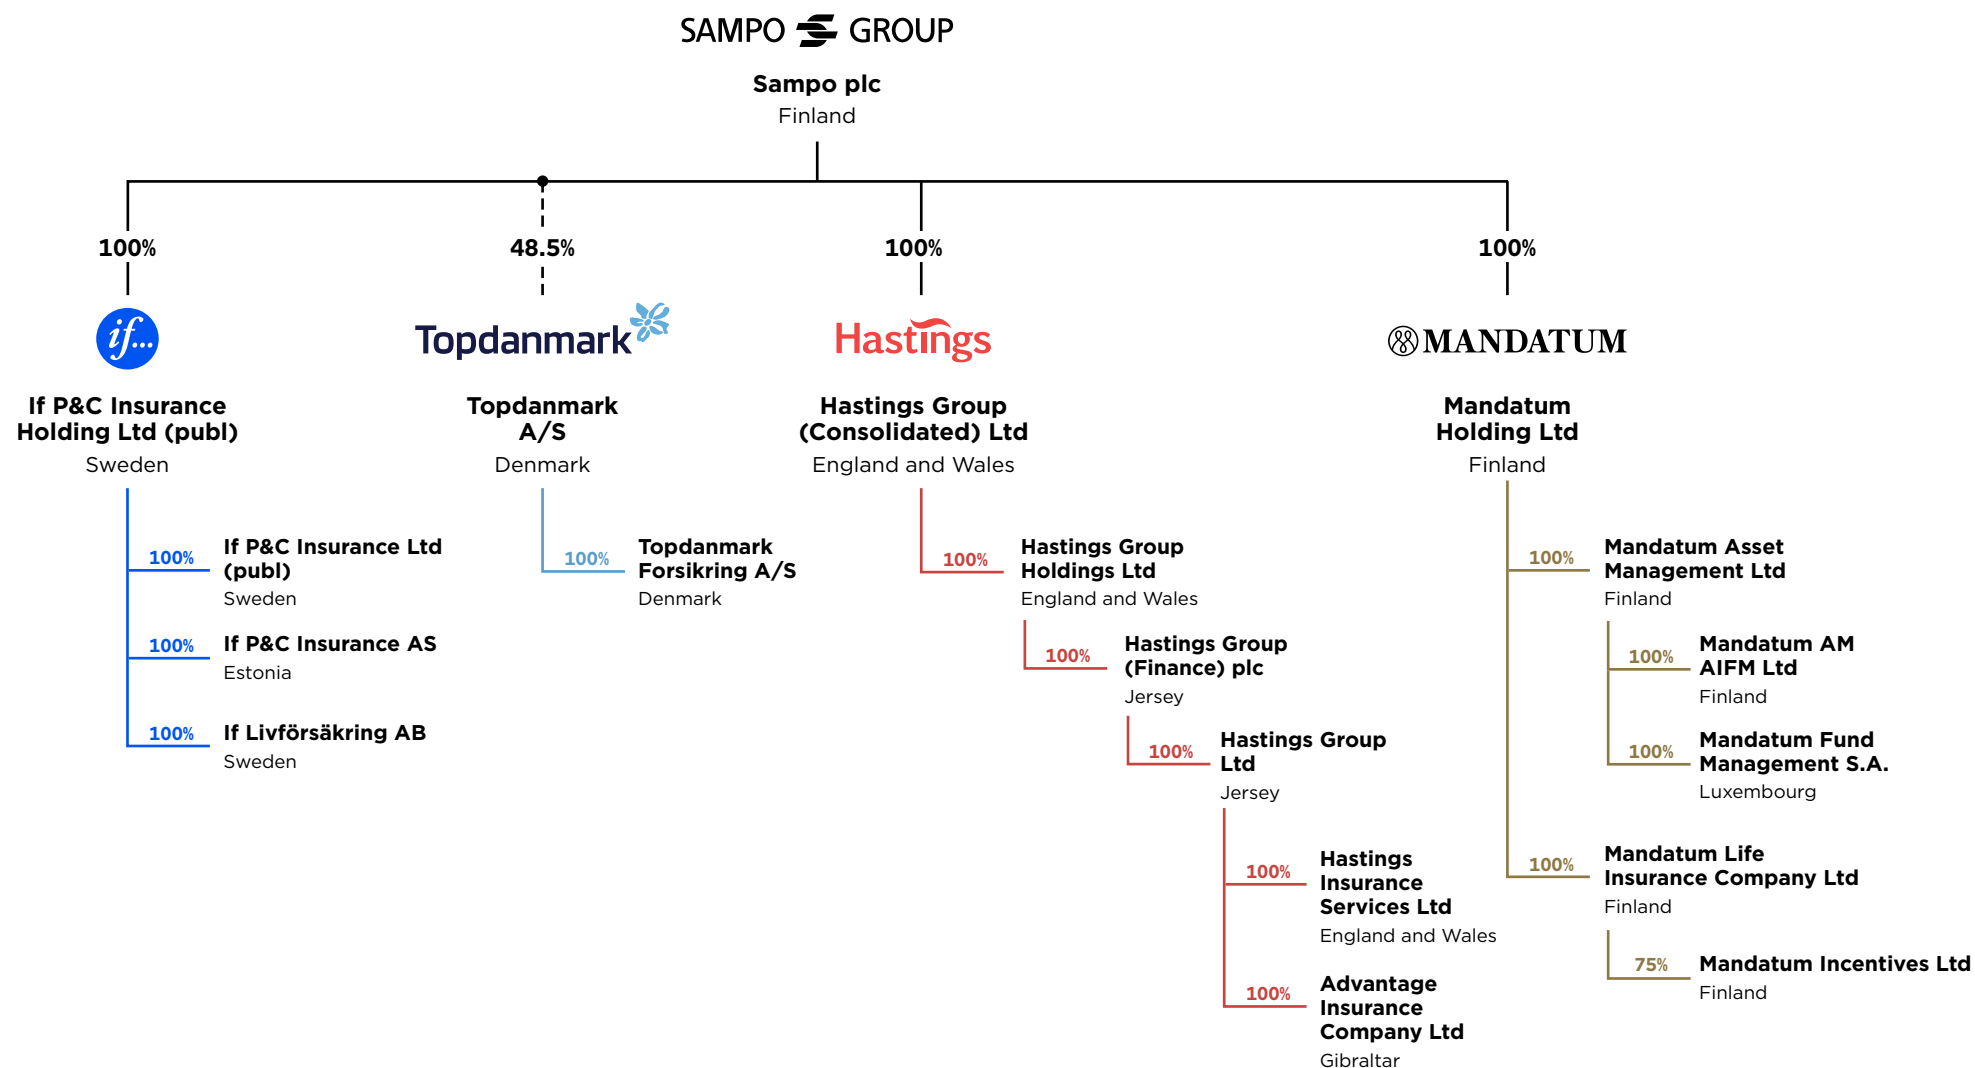 SAMPO GROUP
Sampo plc
Finland
100%
48.5%
100%
100%
if...
Topdanmark
Hastings
MANDATUM
If P&C Insurance
Holding Ltd (publ)
Sweden
100%
If P&C Insurance Ltd
(publ)
Sweden
100%
If P&C Insurance AS
Estonia
100%
If Livförsäkring AB
Sweden
Topdanmark
A/S
Denmark
100%
Topdanmark
Forsikring A/S
Denmark
Hastings Group
(Consolidated) Ltd
England and Wales
100%
Hastings Group
Holdings Ltd
England and Wales
100%
Hastings Group
(Finance) plc
Jersey
100%
Hastings Group
Ltd
Jersey
100%
Hastings
Insurance
Services Ltd
England and Wales
100%
Advantage
Insurance
Company Ltd
Gibraltar
Mandatum
Holding Ltd
Finland
100%
Mandatum Asset
Management Ltd
Finland
100%
Mandatum AM
AIFM Ltd
Finland
100%
Mandatum Fund
Management S.A.
Luxembourg
100%
Mandatum Life
Insurance Company Ltd
Finland
75%
Mandatum Incentives Ltd
Finland